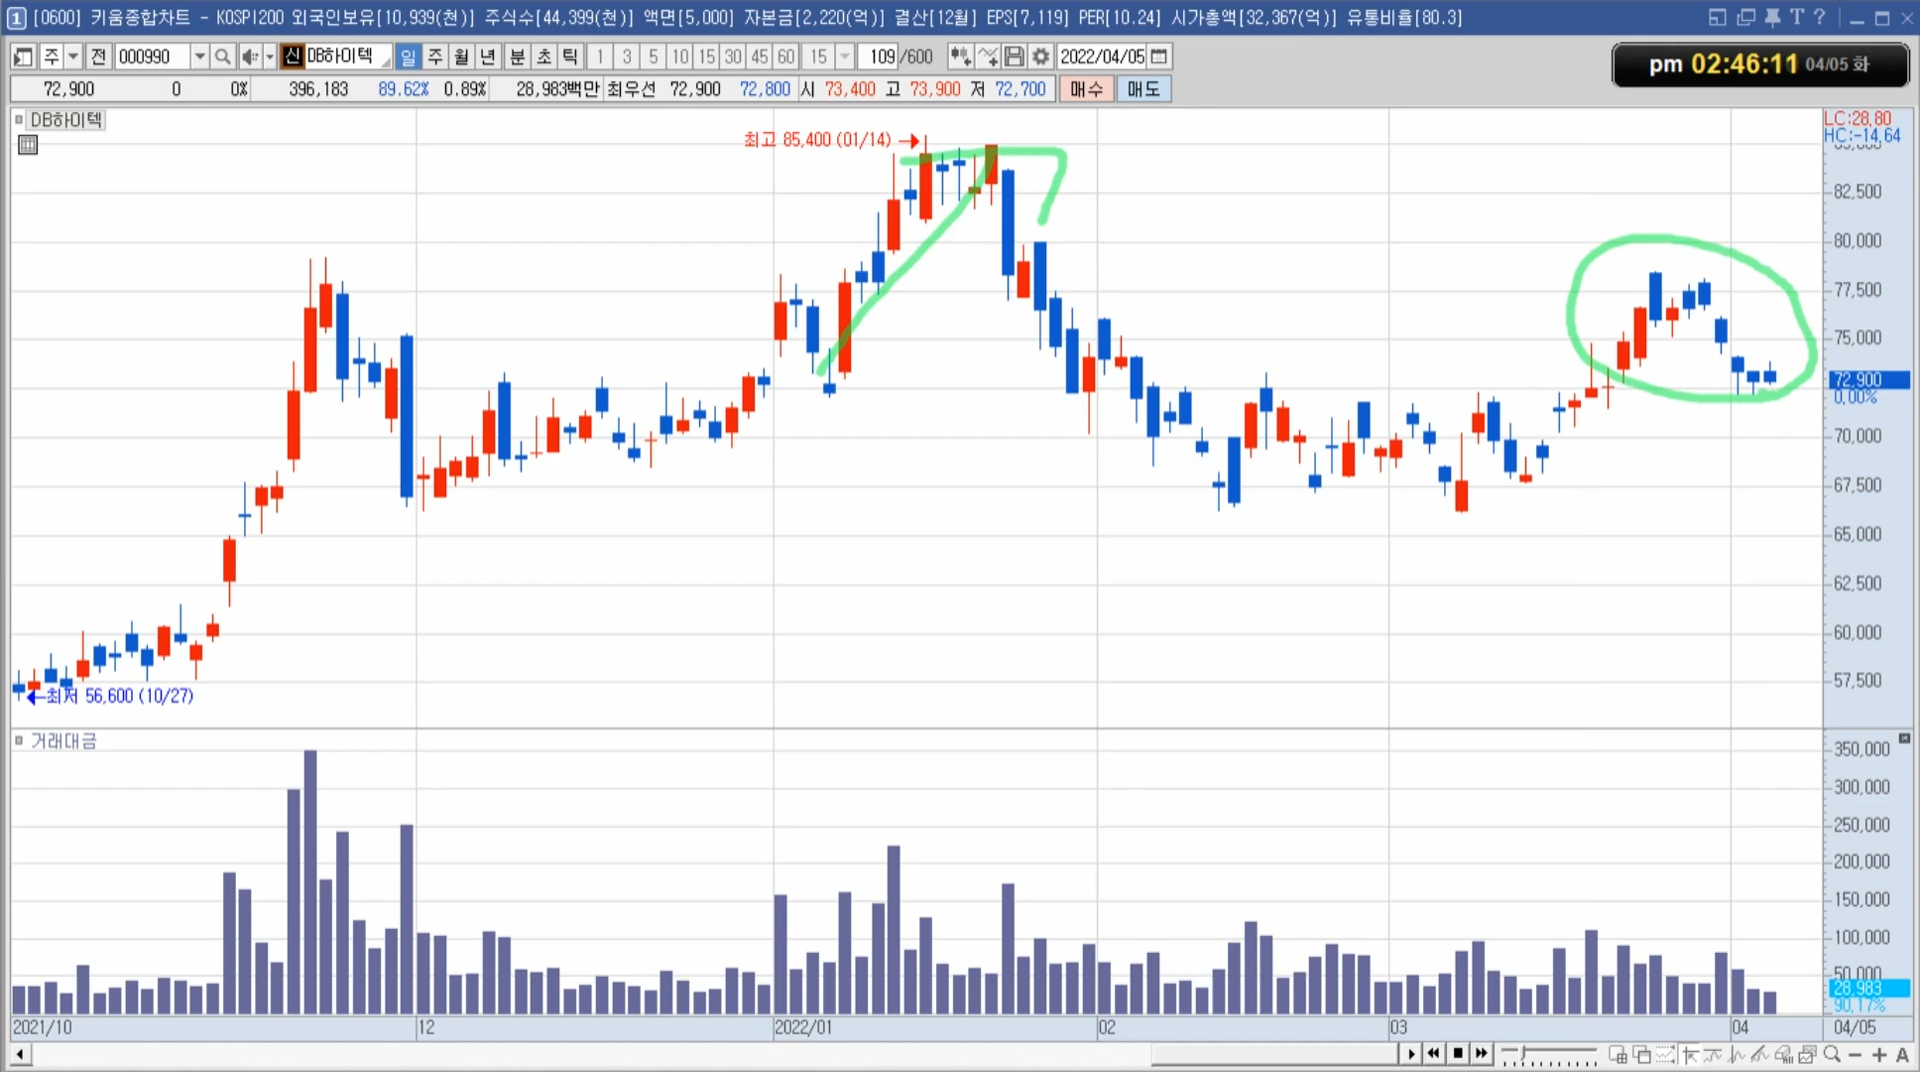 1 [0600] 키움종합차트 - KOSPI200 외국인보유[10,939(천)] 주식수[44,399(천)] 액면[5,000] 자본금[2,220(억)] 결산[12월] EPS[7,119] PER[10.24] 시가총액[32,367(억)] 유통비율[80.3] T ?
주 전 000990 신 DB하이텍 일 주 월 년 분 초 틱 1 3 5 10 15 30 45 60 15 109 /600 2022/04/05
pm 02:46:11 04/05 화
72,900 0 0% 396,183 89.62% 0.89% 28,983백만 최우선 72,900 72,800 시 73,400 고 73,900 저 72,700 매수 매도
DB하이텍
LC:28,80
HC:-14,64
최고 85,400 (01/14)
82,500
80,000
77,500
75,000
72,900
0,00%
70,000
67,500
65,000
62,500
60,000
57,500
최저 56,600 (10/27)
거래대금
350,000
300,000
250,000
200,000
150,000
100,000
50,000
28,983
90,17%
2021/10 12 2022/01 02 03 04 04/05
A